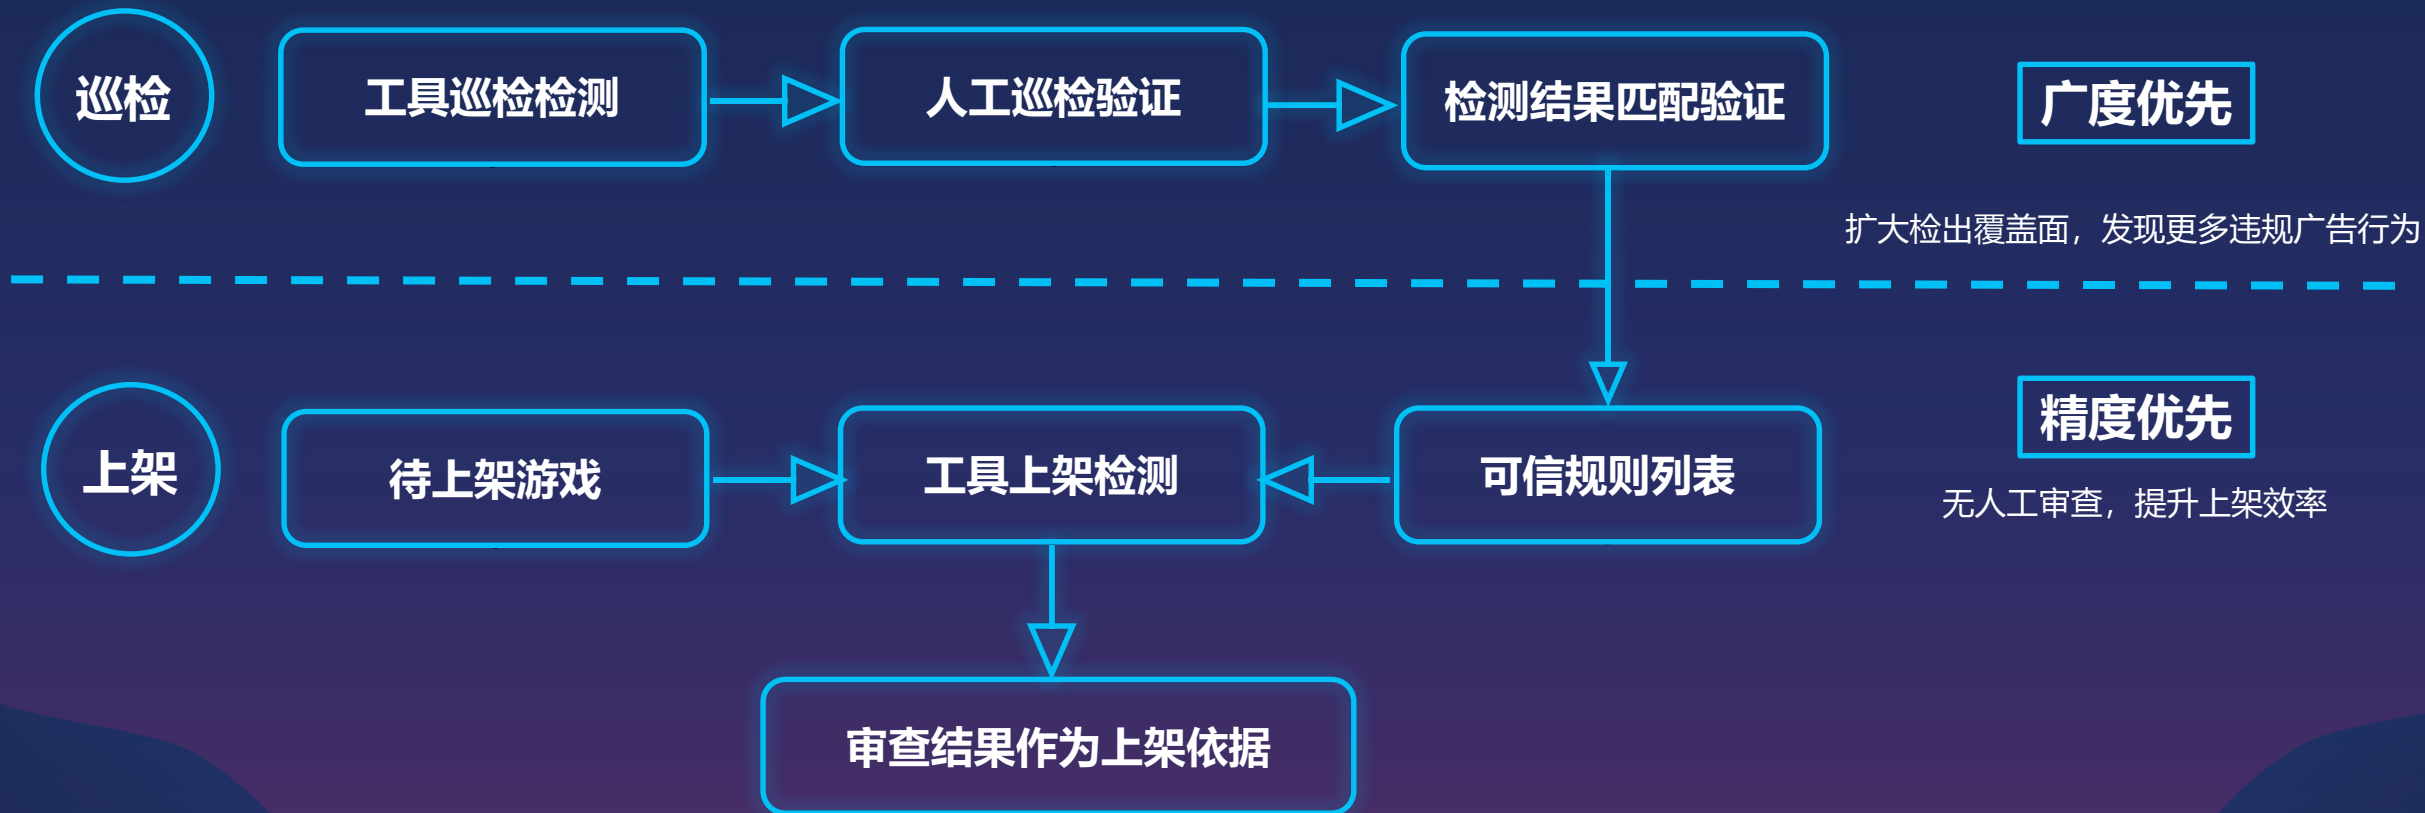 巡检
工具巡检检测
人工巡检验证
检测结果匹配验证
广度优先
扩大检出覆盖面，发现更多违规广告行为
上架
待上架游戏
工具上架检测
可信规则列表
精度优先
无人工审查，提升上架效率
审查结果作为上架依据